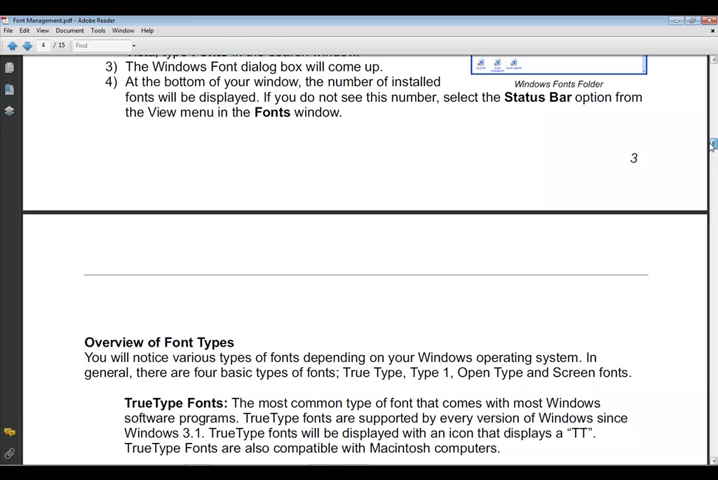 Font Management.pdf - Adobe Reader
File Edit View Document Tools Window Help
4 / 15 Find
3) The Windows Font dialog box will come up.
4) At the bottom of your window, the number of installed
fonts will be displayed. If you do not see this number, select the Status Bar option from
the View menu in the Fonts window.
Windows Fonts Folder
3
Overview of Font Types
You will notice various types of fonts depending on your Windows operating system. In
general, there are four basic types of fonts; True Type, Type 1, Open Type and Screen fonts.
TrueType Fonts: The most common type of font that comes with most Windows
software programs. TrueType fonts are supported by every version of Windows since
Windows 3.1. TrueType fonts will be displayed with an icon that displays a “TT”.
TrueType Fonts are also compatible with Macintosh computers.